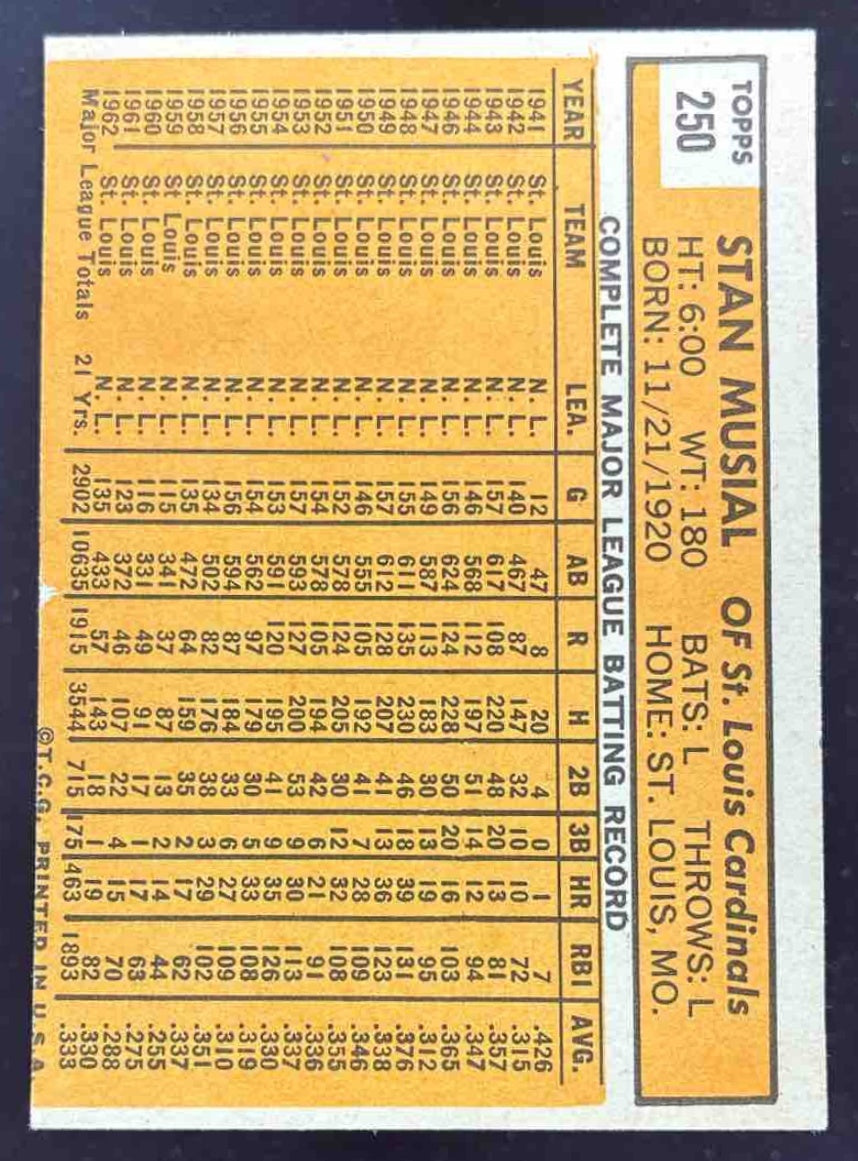 TOPPS
250
STAN MUSIAL OF St. Louis Cardinals
HT: 6:00 WT: 180 BATS: L THROWS: L
BORN: 11/21/1920 HOME: ST. LOUIS, MO.
COMPLETE MAJOR LEAGUE BATTING RECORD
YEAR TEAM LEA. G AB R H 2B 3B HR RBI AVG.
1941 St. Louis N. L. 12 47 8 20 4 0 1 7 .426
1942 St. Louis N. L. 140 467 87 147 32 10 10 72 .315
1943 St. Louis N. L. 157 617 108 220 48 20 13 81 .357
1944 St. Louis N. L. 146 568 112 197 51 14 12 94 .347
1946 St. Louis N. L. 156 624 124 228 50 20 16 103 .365
1947 St. Louis N. L. 149 587 113 183 30 13 19 95 .312
1948 St. Louis N. L. 155 611 135 230 46 18 39 131 .376
1949 St. Louis N. L. 157 612 128 207 41 13 36 123 .338
1950 St. Louis N. L. 146 555 105 192 41 7 28 109 .346
1951 St. Louis N. L. 152 578 124 205 30 12 32 108 .355
1952 St. Louis N. L. 154 578 105 194 42 6 21 91 .336
1953 St. Louis N. L. 157 593 127 200 53 9 30 113 .337
1954 St. Louis N. L. 153 591 120 195 41 9 35 126 .330
1955 St. Louis N. L. 154 562 97 179 30 5 33 108 .319
1956 St. Louis N. L. 156 594 87 184 33 6 27 109 .310
1957 St. Louis N. L. 134 502 82 176 38 3 29 102 .351
1958 St. Louis N. L. 135 472 64 159 35 2 17 62 .337
1959 St. Louis N. L. 115 341 37 87 13 2 14 44 .255
1960 St. Louis N. L. 116 331 49 91 17 1 17 63 .275
1961 St. Louis N. L. 123 372 46 107 22 4 15 70 .288
1962 St. Louis N. L. 135 433 57 143 18 1 19 82 .330
Major League Totals 21 Yrs. 2902 10635 1915 3544 715 175 463 1893 .333
©T.C.G. PRINTED IN U.S.A.